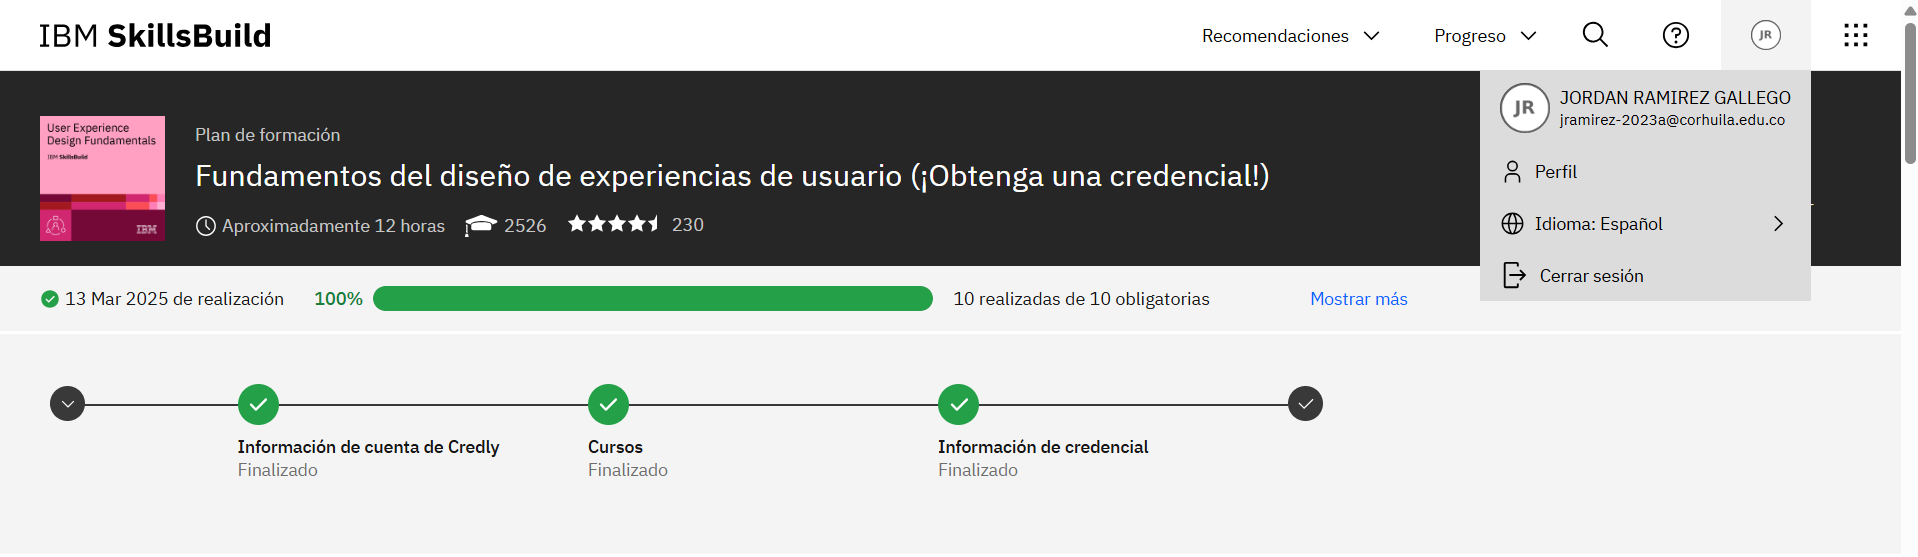 IBM SkillsBuild
Recomendaciones
Progreso
JR
JR
JORDAN RAMIREZ GALLEGO
jramirez-2023a@corhuila.edu.co
Perfil
Idioma: Español
Cerrar sesión
User Experience
Design Fundamentals
IBM SkillsBuild
IBM
Plan de formación
Fundamentos del diseño de experiencias de usuario (¡Obtenga una credencial!)
Aproximadamente 12 horas
2526
230
13 Mar 2025 de realización
100%
10 realizadas de 10 obligatorias
Mostrar más
Información de cuenta de Credly
Finalizado
Cursos
Finalizado
Información de credencial
Finalizado